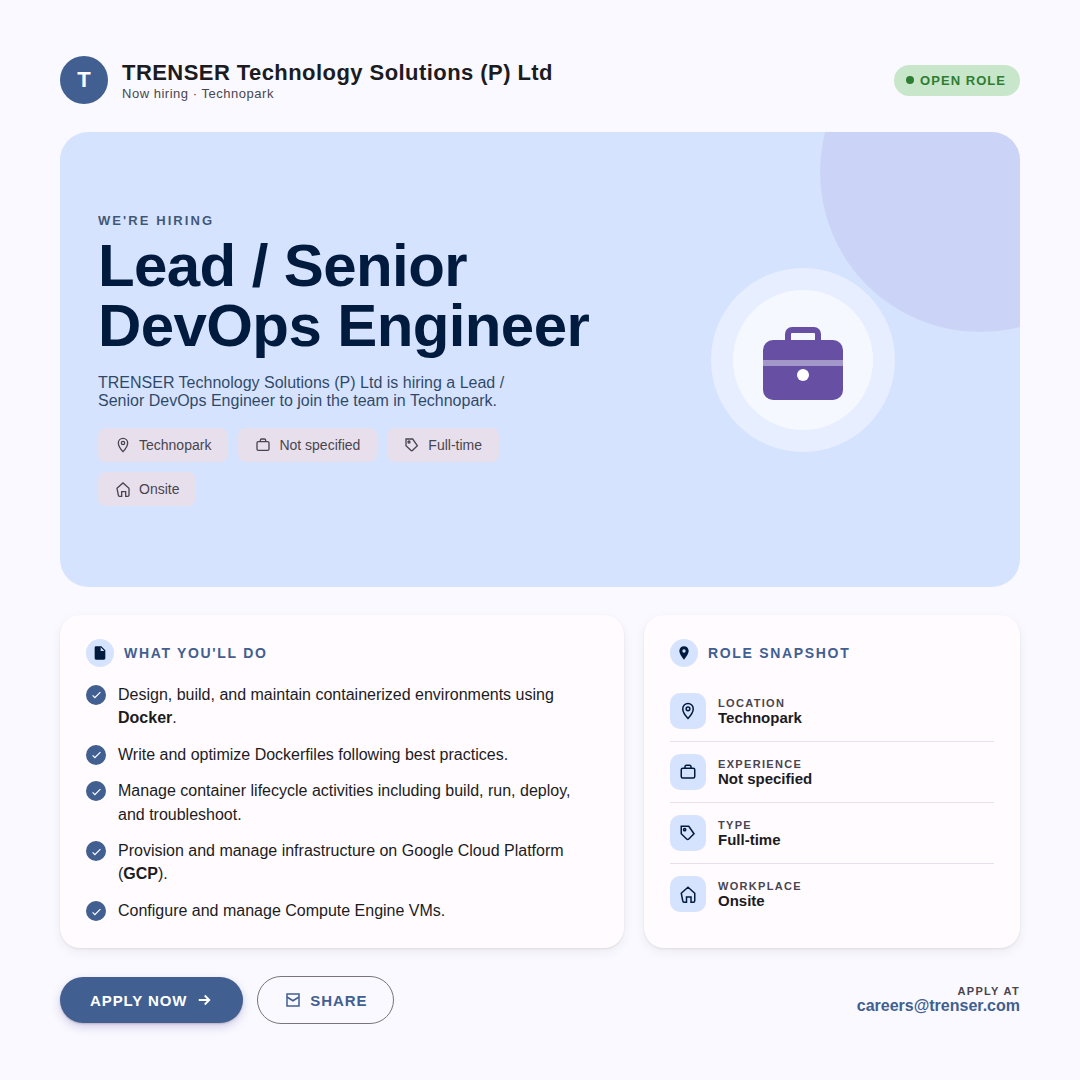 T
TRENSER Technology Solutions (P) Ltd
Now hiring · Technopark
OPEN ROLE
WE'RE HIRING
Lead / Senior
DevOps Engineer
TRENSER Technology Solutions (P) Ltd is hiring a Lead /
Senior DevOps Engineer to join the team in Technopark.
Technopark
Not specified
Full-time
Onsite
WHAT YOU'LL DO
Design, build, and maintain containerized environments using
Docker.
Write and optimize Dockerfiles following best practices.
Manage container lifecycle activities including build, run, deploy,
and troubleshoot.
Provision and manage infrastructure on Google Cloud Platform
(GCP).
Configure and manage Compute Engine VMs.
ROLE SNAPSHOT
LOCATION
Technopark
EXPERIENCE
Not specified
TYPE
Full-time
WORKPLACE
Onsite
APPLY NOW
SHARE
APPLY AT
careers@trenser.com